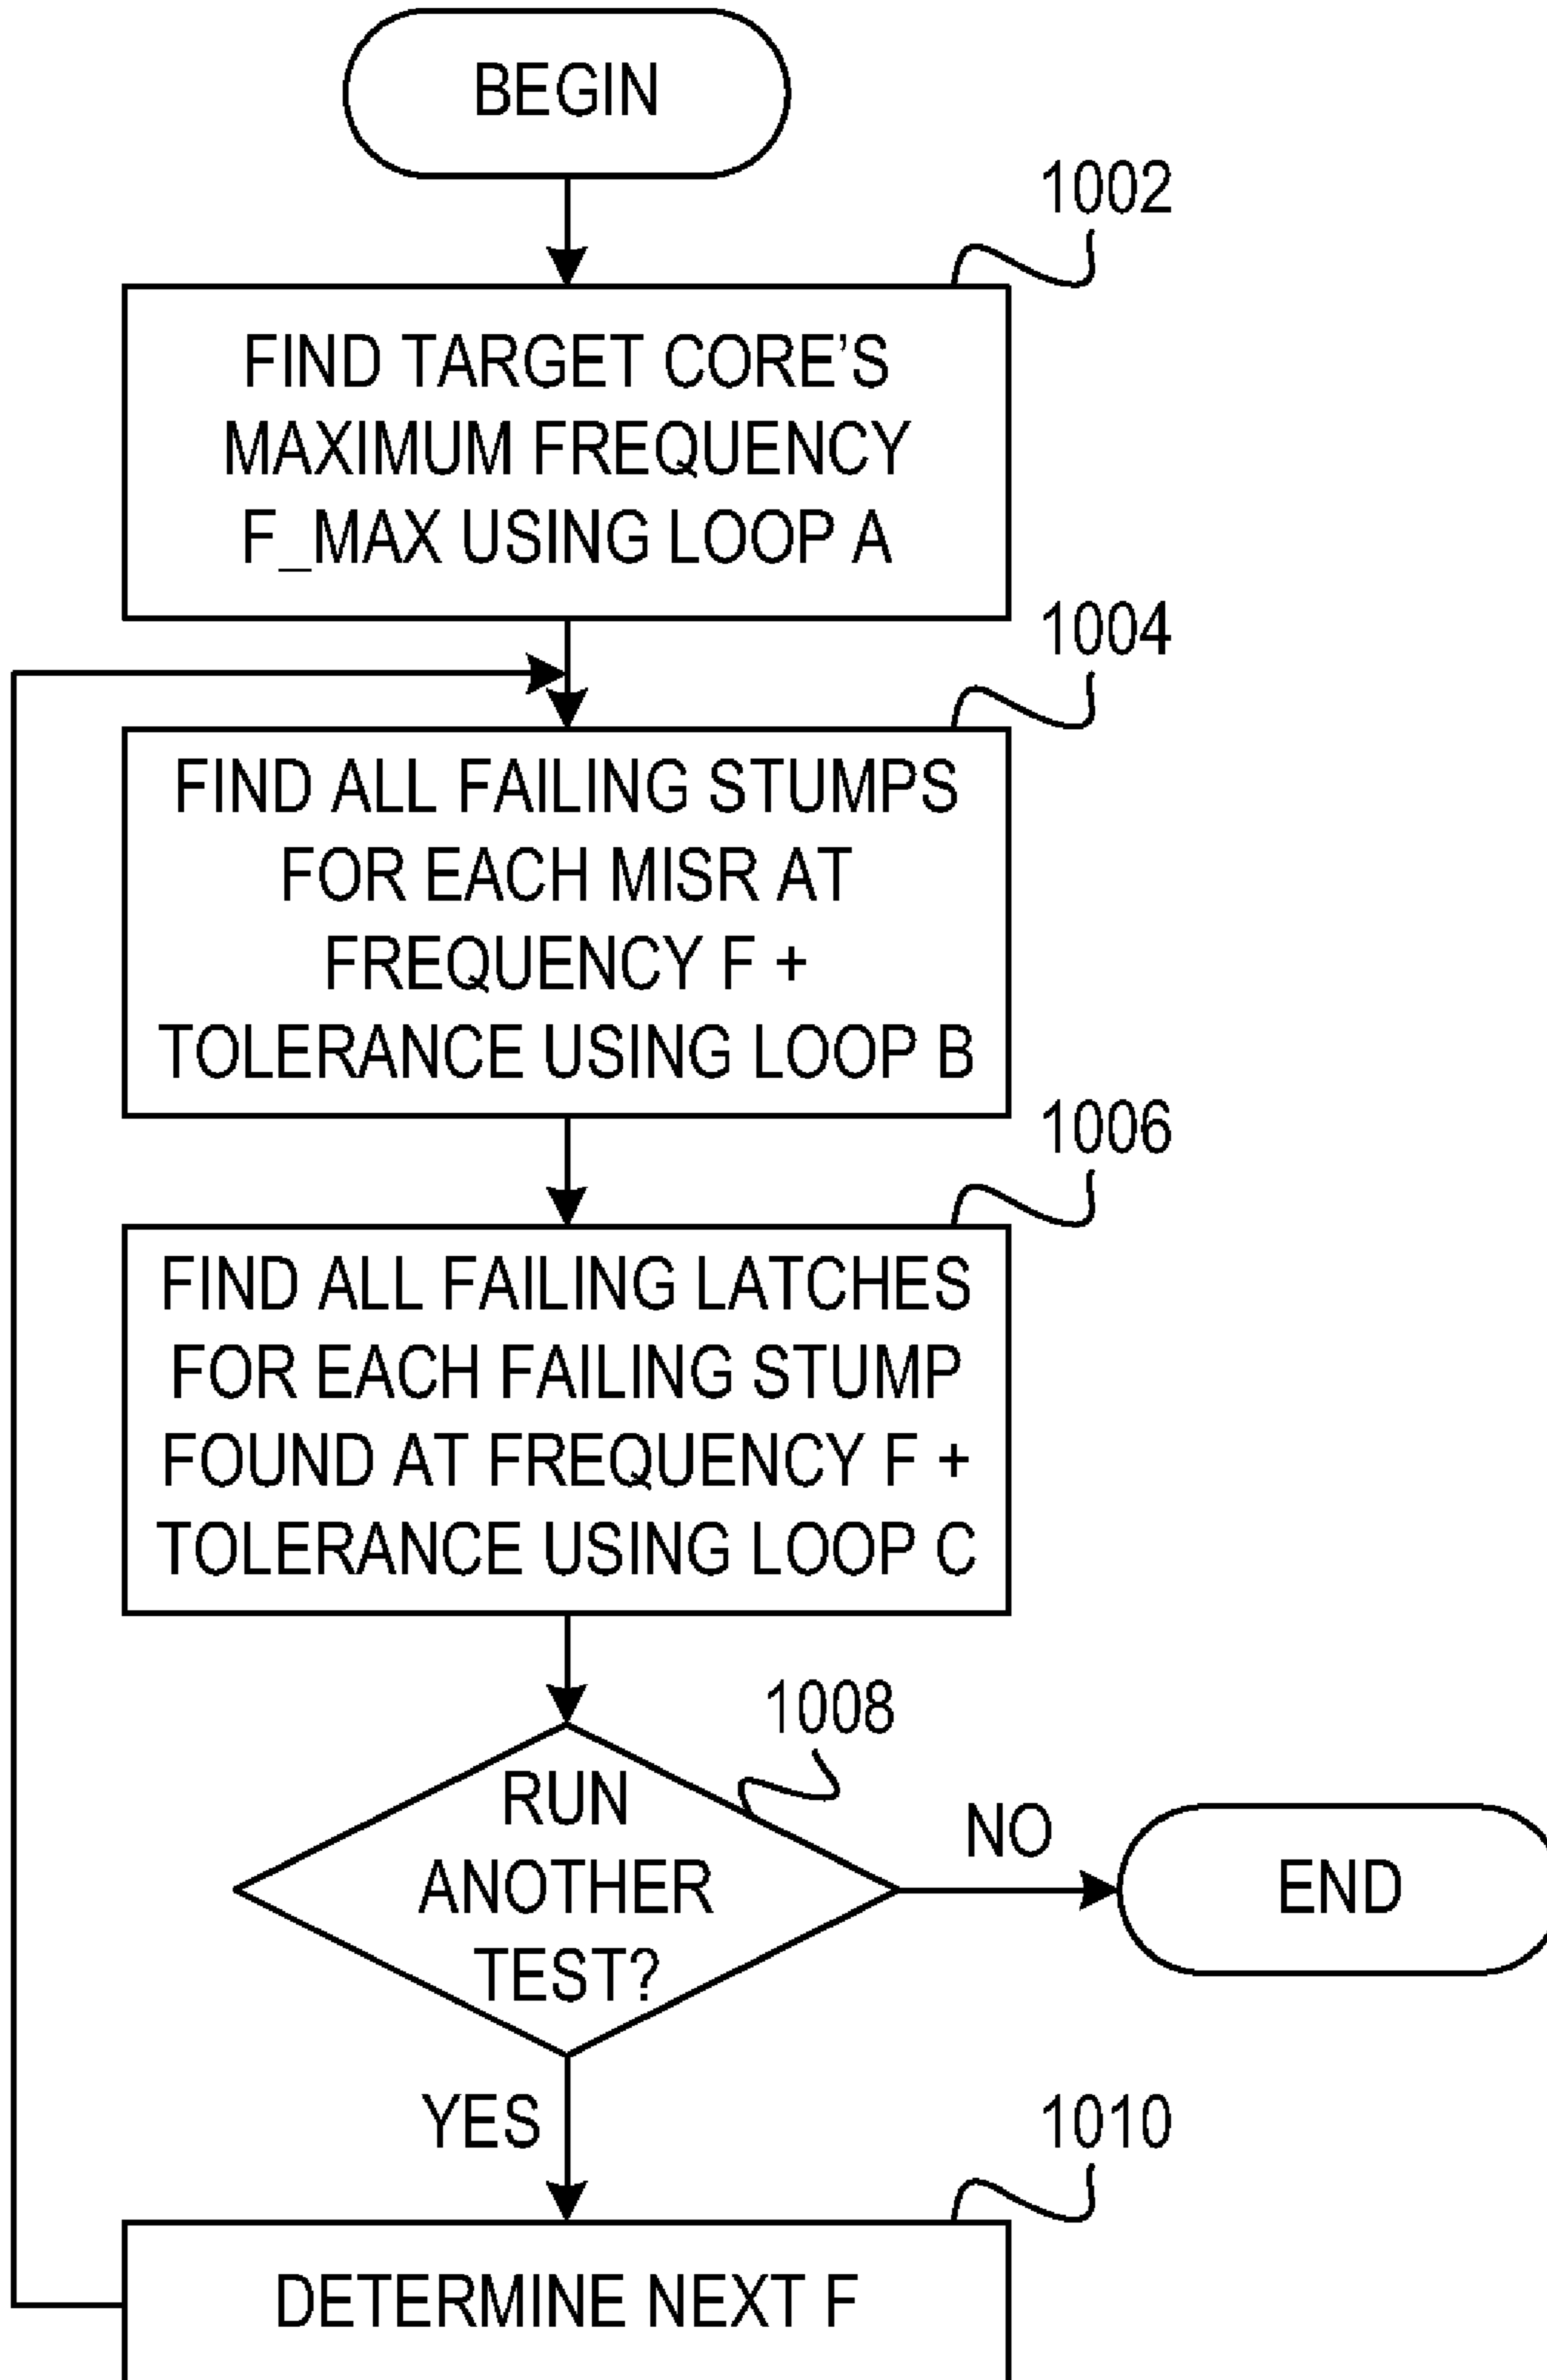 BEGIN
1002
FIND TARGET CORE'S
MAXIMUM FREQUENCY
F_MAX USING LOOP A
1004
FIND ALL FAILING STUMPS
FOR EACH MISR AT
FREQUENCY F +
TOLERANCE USING LOOP B
1006
FIND ALL FAILING LATCHES
FOR EACH FAILING STUMP
FOUND AT FREQUENCY F +
TOLERANCE USING LOOP C
1008
RUN
ANOTHER
TEST?
NO
END
YES
1010
DETERMINE NEXT F